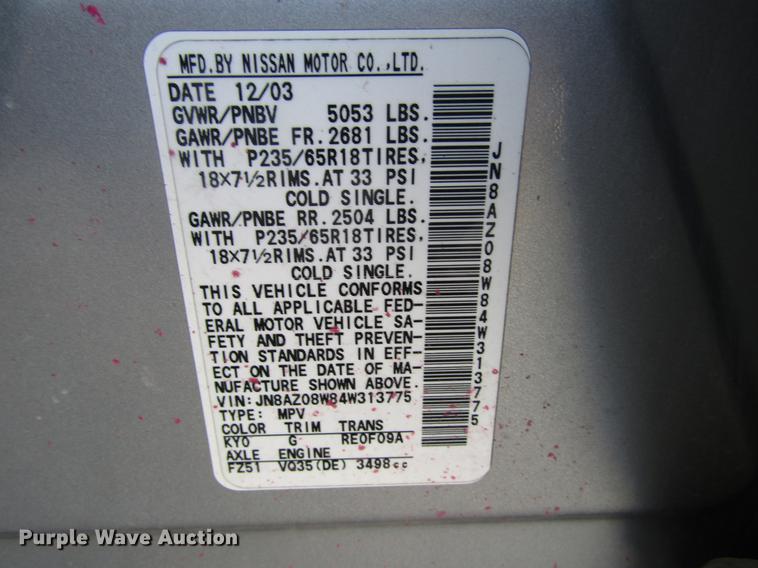 MFD.BY NISSAN MOTOR CO.,LTD.
DATE 12/03
GVWR/PNBV 5053 LBS.
GAWR/PNBE FR.2681 LBS.
WITH P235/65R18TIRES,
18X7½RIMS.AT 33 PSI
COLD SINGLE.
GAWR/PNBE RR.2504 LBS.
WITH P235/65R18TIRES,
18X7½RIMS.AT 33 PSI
COLD SINGLE.
THIS VEHICLE CONFORMS
TO ALL APPLICABLE FED-
ERAL MOTOR VEHICLE SA-
FETY AND THEFT PREVEN-
TION STANDARDS IN EFF-
ECT ON THE DATE OF MA-
NUFACTURE SHOWN ABOVE.
VIN:JN8AZ08W84W313775
TYPE: MPV
COLOR TRIM TRANS
KY0 G RE0F09A
AXLE ENGINE
FZ51 VQ35(DE) 3498cc
JN8AZ08W84W313775
Purple Wave Auction